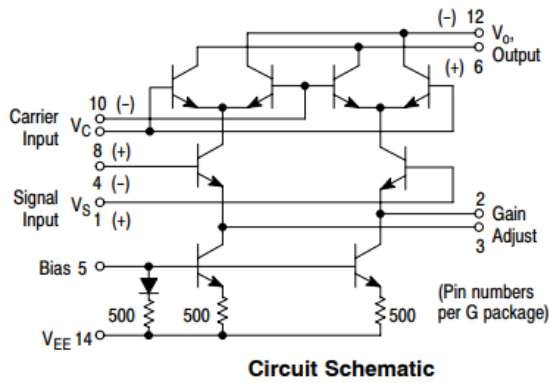 (–) 12
Vo,
Output
(+) 6
10 (–)
Carrier
Input
VC
8 (+)
4 (–)
Signal
Input
VS
1 (+)
2
Gain
Adjust
3
Bias 5
500
500
500
(Pin numbers
per G package)
VEE 14
Circuit Schematic